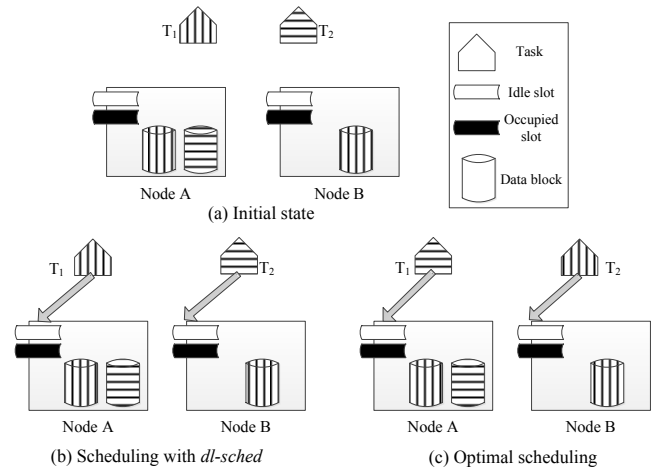 T1
T2
Task
Idle slot
Occupied
slot
Data block
Node A
Node B
(a) Initial state
T1
T2
T1
T2
Node A
Node B
Node A
Node B
(b) Scheduling with dl-sched
(c) Optimal scheduling